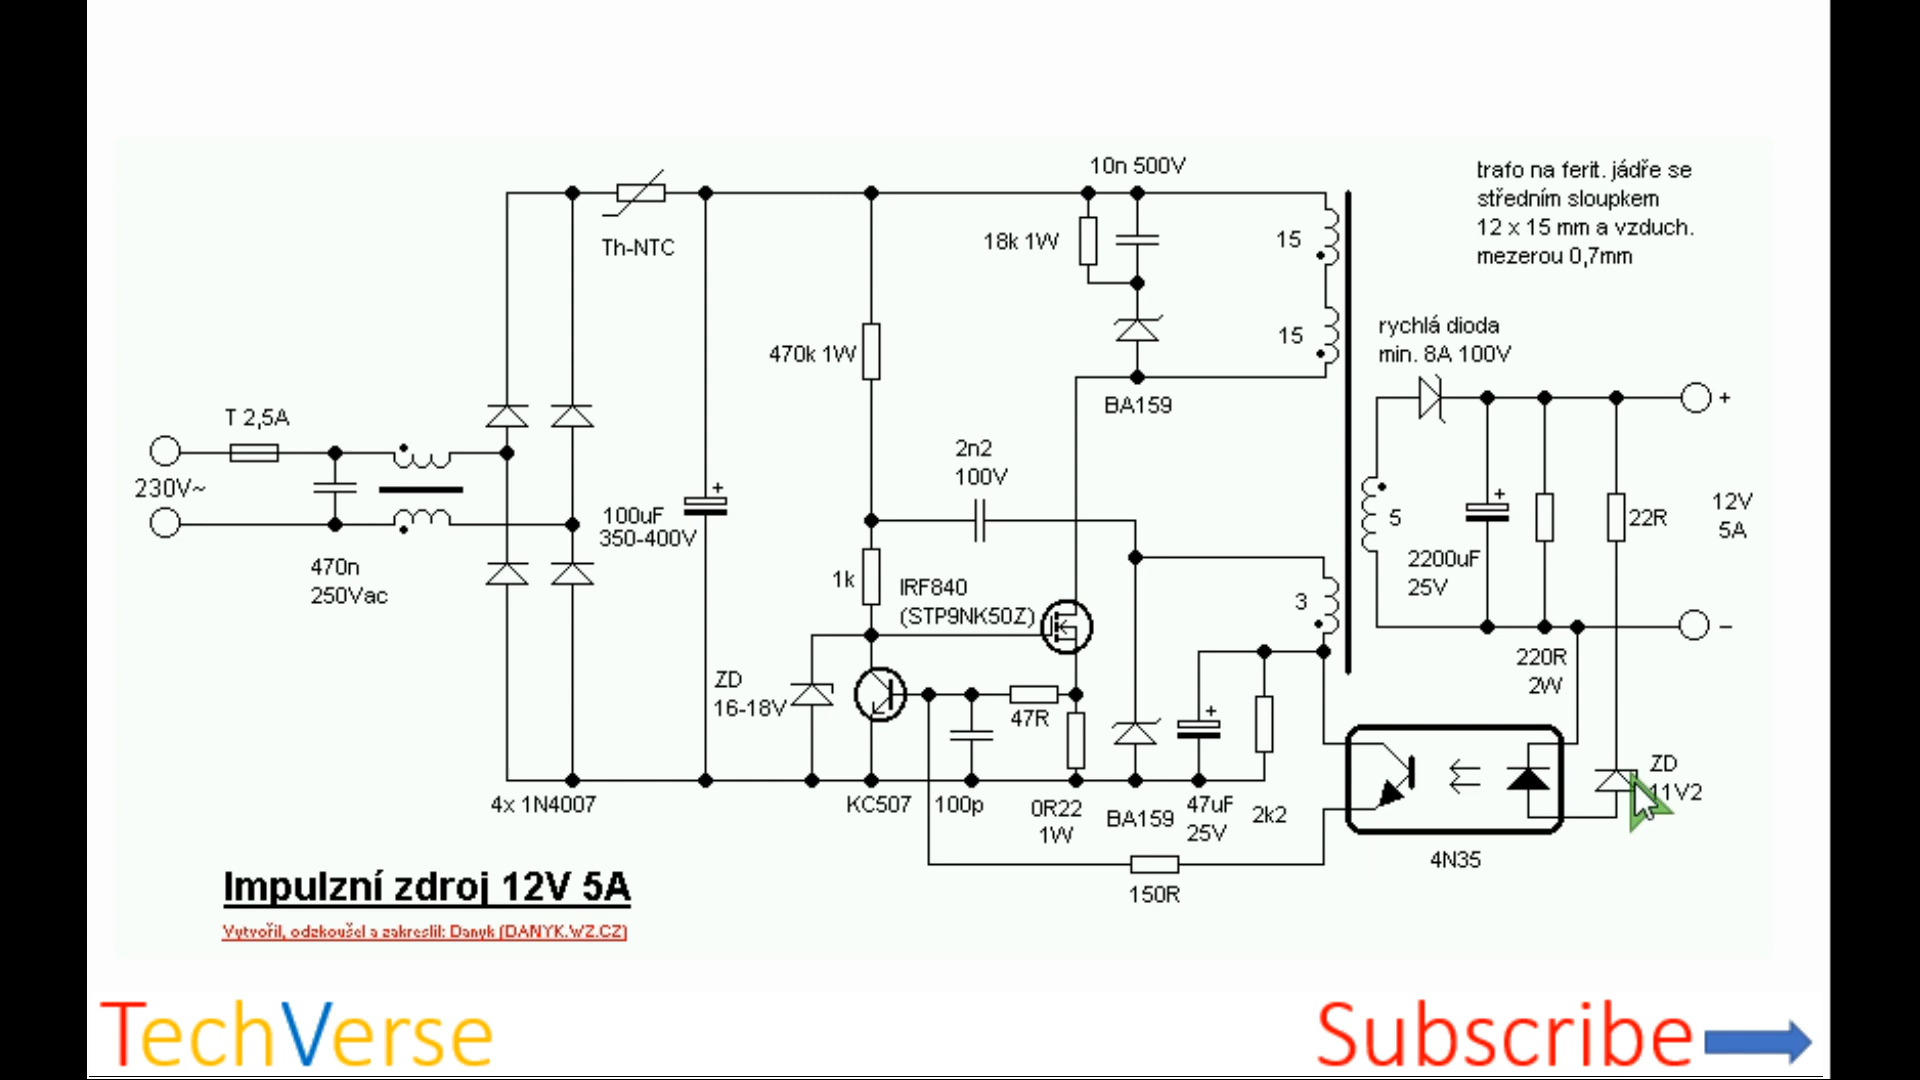 10n 500V
trafo na ferit. jádře se
středním sloupkem
12 x 15 mm a vzduch.
mezerou 0,7mm
Th-NTC
18k 1W
15
15
rychlá dioda
min. 8A 100V
470k 1W
BA159
T 2,5A
+
2n2
100V
230V~
+
+
100uF
350-400V
5
22R
12V
5A
470n
250Vac
1k
IRF840
(STP9NK50Z)
3
2200uF
25V
−
220R
2W
ZD
16-18V
47R
+
ZD
11V2
4x 1N4007
KC507
100p
0R22
1W
BA159
47uF
25V
2k2
4N35
150R
Impulzní zdroj 12V 5A
Vytvořil, odzkoušel a zakreslil: Danyk (DANYK.WZ.CZ)
TechVerse
Subscribe